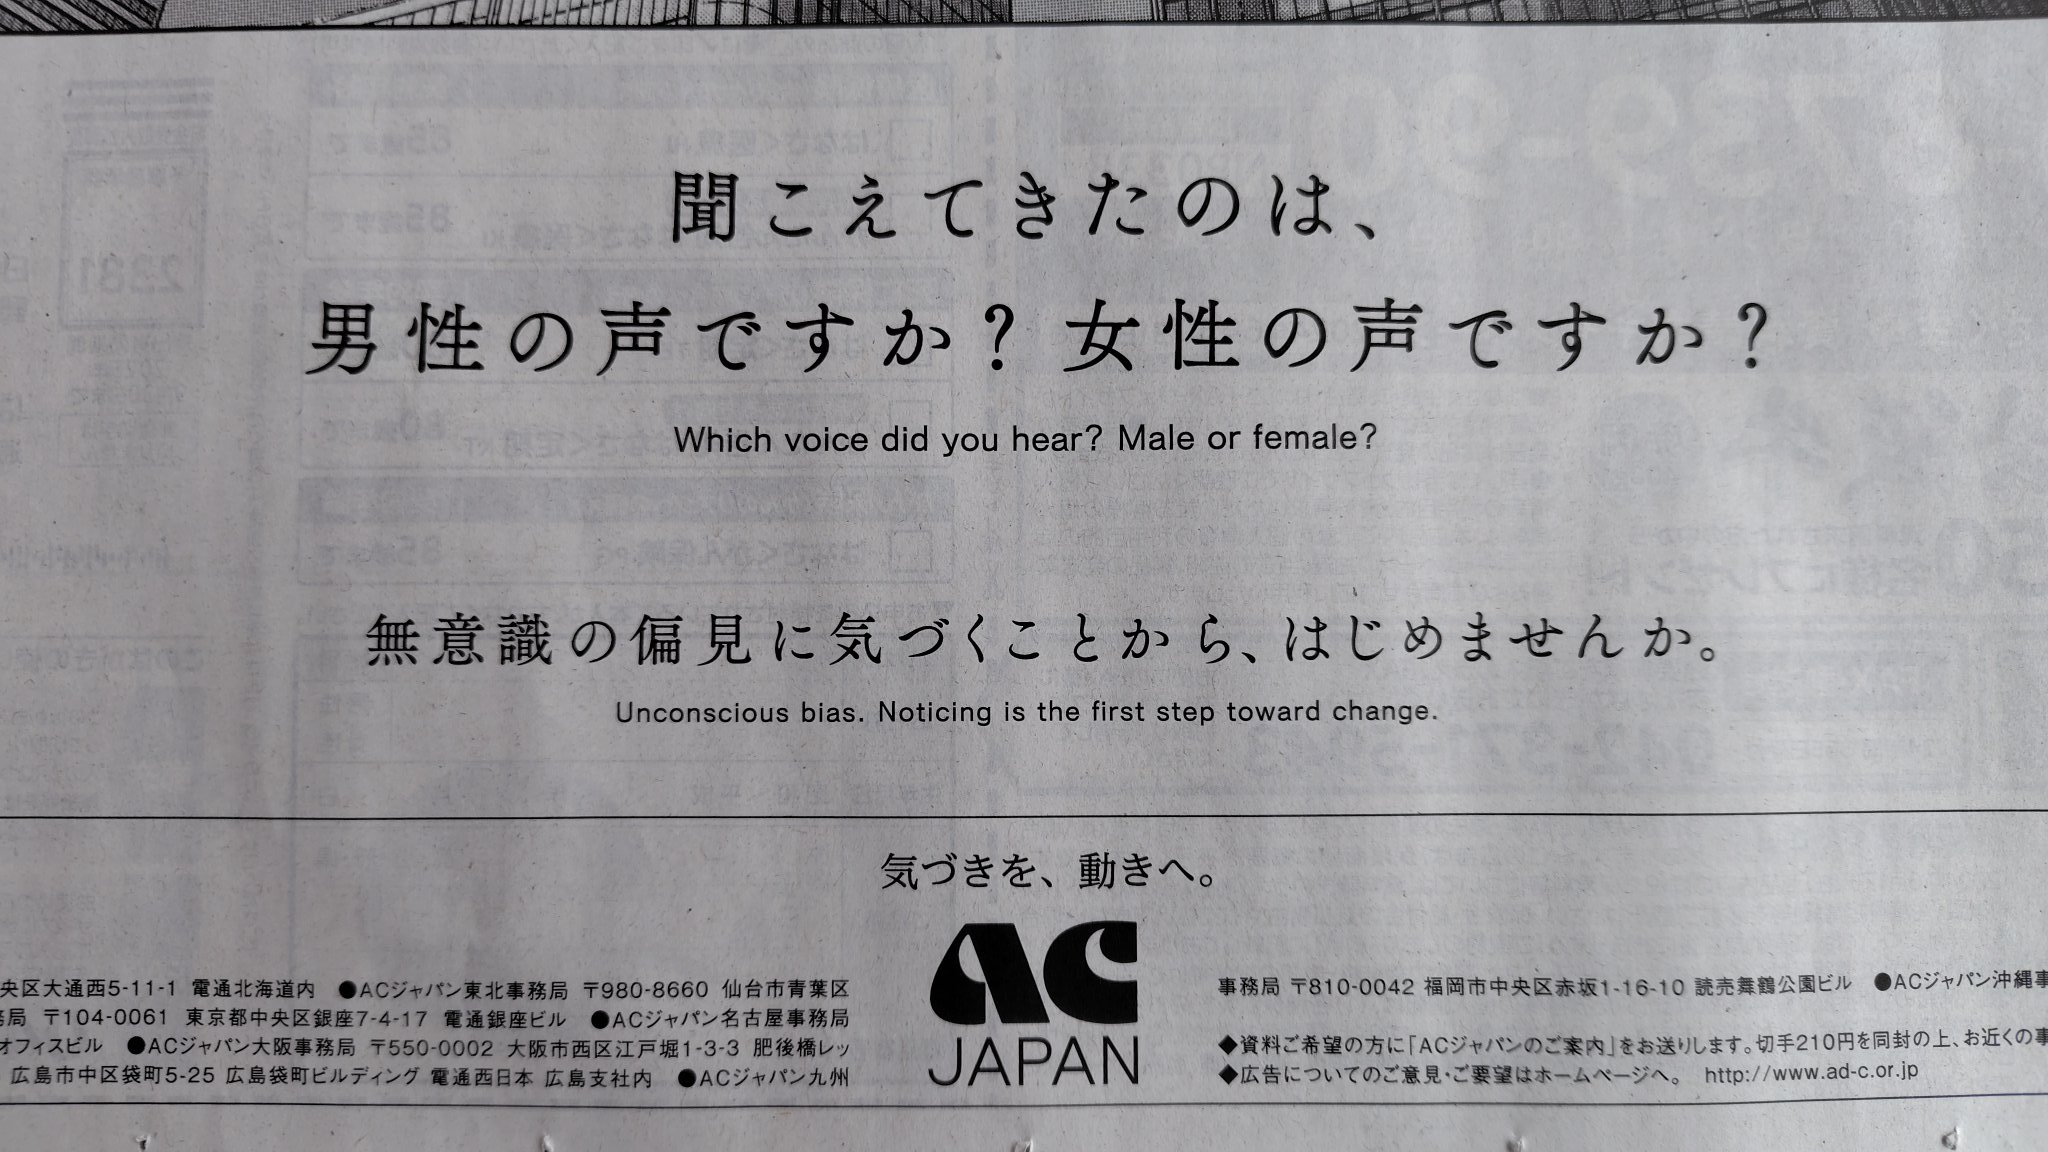 聞こえてきたのは、
男性の声ですか？ 女性の声ですか？
Which voice did you hear? Male or female?
無意識の偏見に気づくことから、はじめませんか。
Unconscious bias. Noticing is the first step toward change.
気づきを、動きへ。
AC
JAPAN
央区大通西5-11-1 電通北海道内 ●ACジャパン東北事務局 〒980-8660 仙台市青葉区
務局 〒104-0061 東京都中央区銀座7-4-17 電通銀座ビル ●ACジャパン名古屋事務局
オフィスビル ●ACジャパン大阪事務局 〒550-0002 大阪市西区江戸堀1-3-3 肥後橋レッ
広島市中区袋町5-25 広島袋町ビルディング 電通西日本 広島支社内 ●ACジャパン九州
事務局 〒810-0042 福岡市中央区赤坂1-16-10 読売舞鶴公園ビル ●ACジャパン沖縄事
◆資料ご希望の方に「ACジャパンのご案内」をお送りします。切手210円を同封の上、お近くの事
◆広告についてのご意見・ご要望はホームページへ。 http://www.ad-c.or.jp